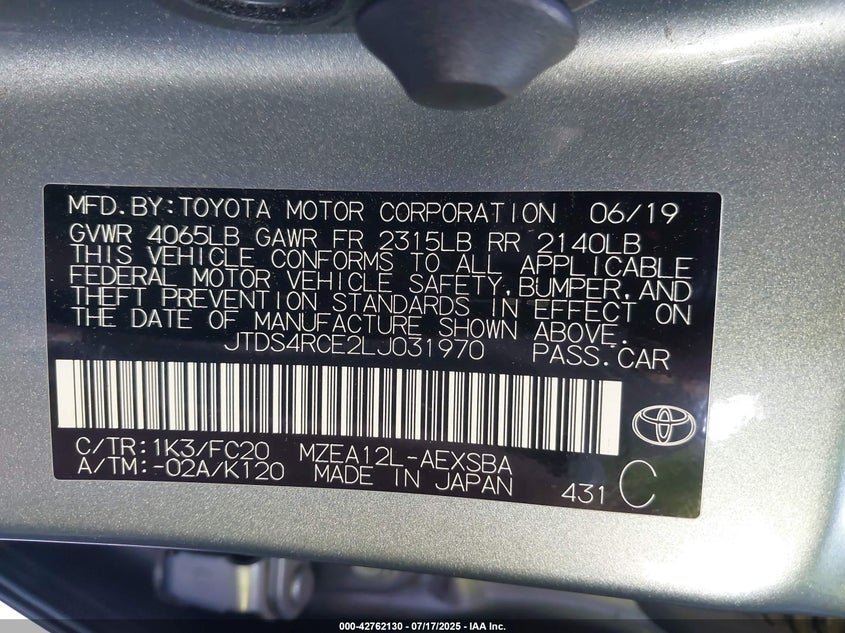 MFD.BY:TOYOTA MOTOR CORPORATION 06/19
GVWR 4065LB GAWR FR 2315LB RR 2140LB
THIS VEHICLE CONFORMS TO ALL APPLICABLE
FEDERAL MOTOR VEHICLE SAFETY,BUMPER,AND
THEFT PREVENTION STANDARDS IN EFFECT ON
THE DATE OF MANUFACTURE SHOWN ABOVE.
JTDS4RCE2LJ031970 PASS.CAR
C/TR:1K3/FC20 MZEA12L-AEXSBA
A/TM:-02A/K120 MADE IN JAPAN 431 C
000-42762130 - 07/17/2025 - IAA Inc.